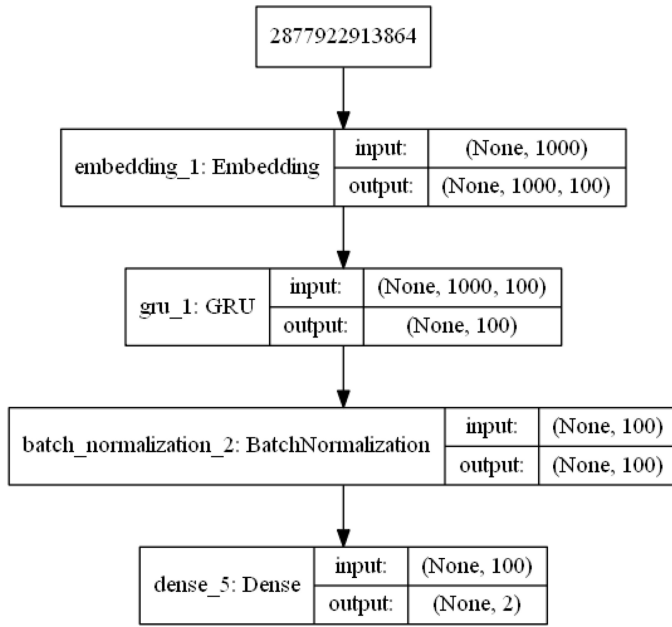 2877922913864
embedding_1: Embedding
input: (None, 1000)
output: (None, 1000, 100)
gru_1: GRU
input: (None, 1000, 100)
output: (None, 100)
batch_normalization_2: BatchNormalization
input: (None, 100)
output: (None, 100)
dense_5: Dense
input: (None, 100)
output: (None, 2)